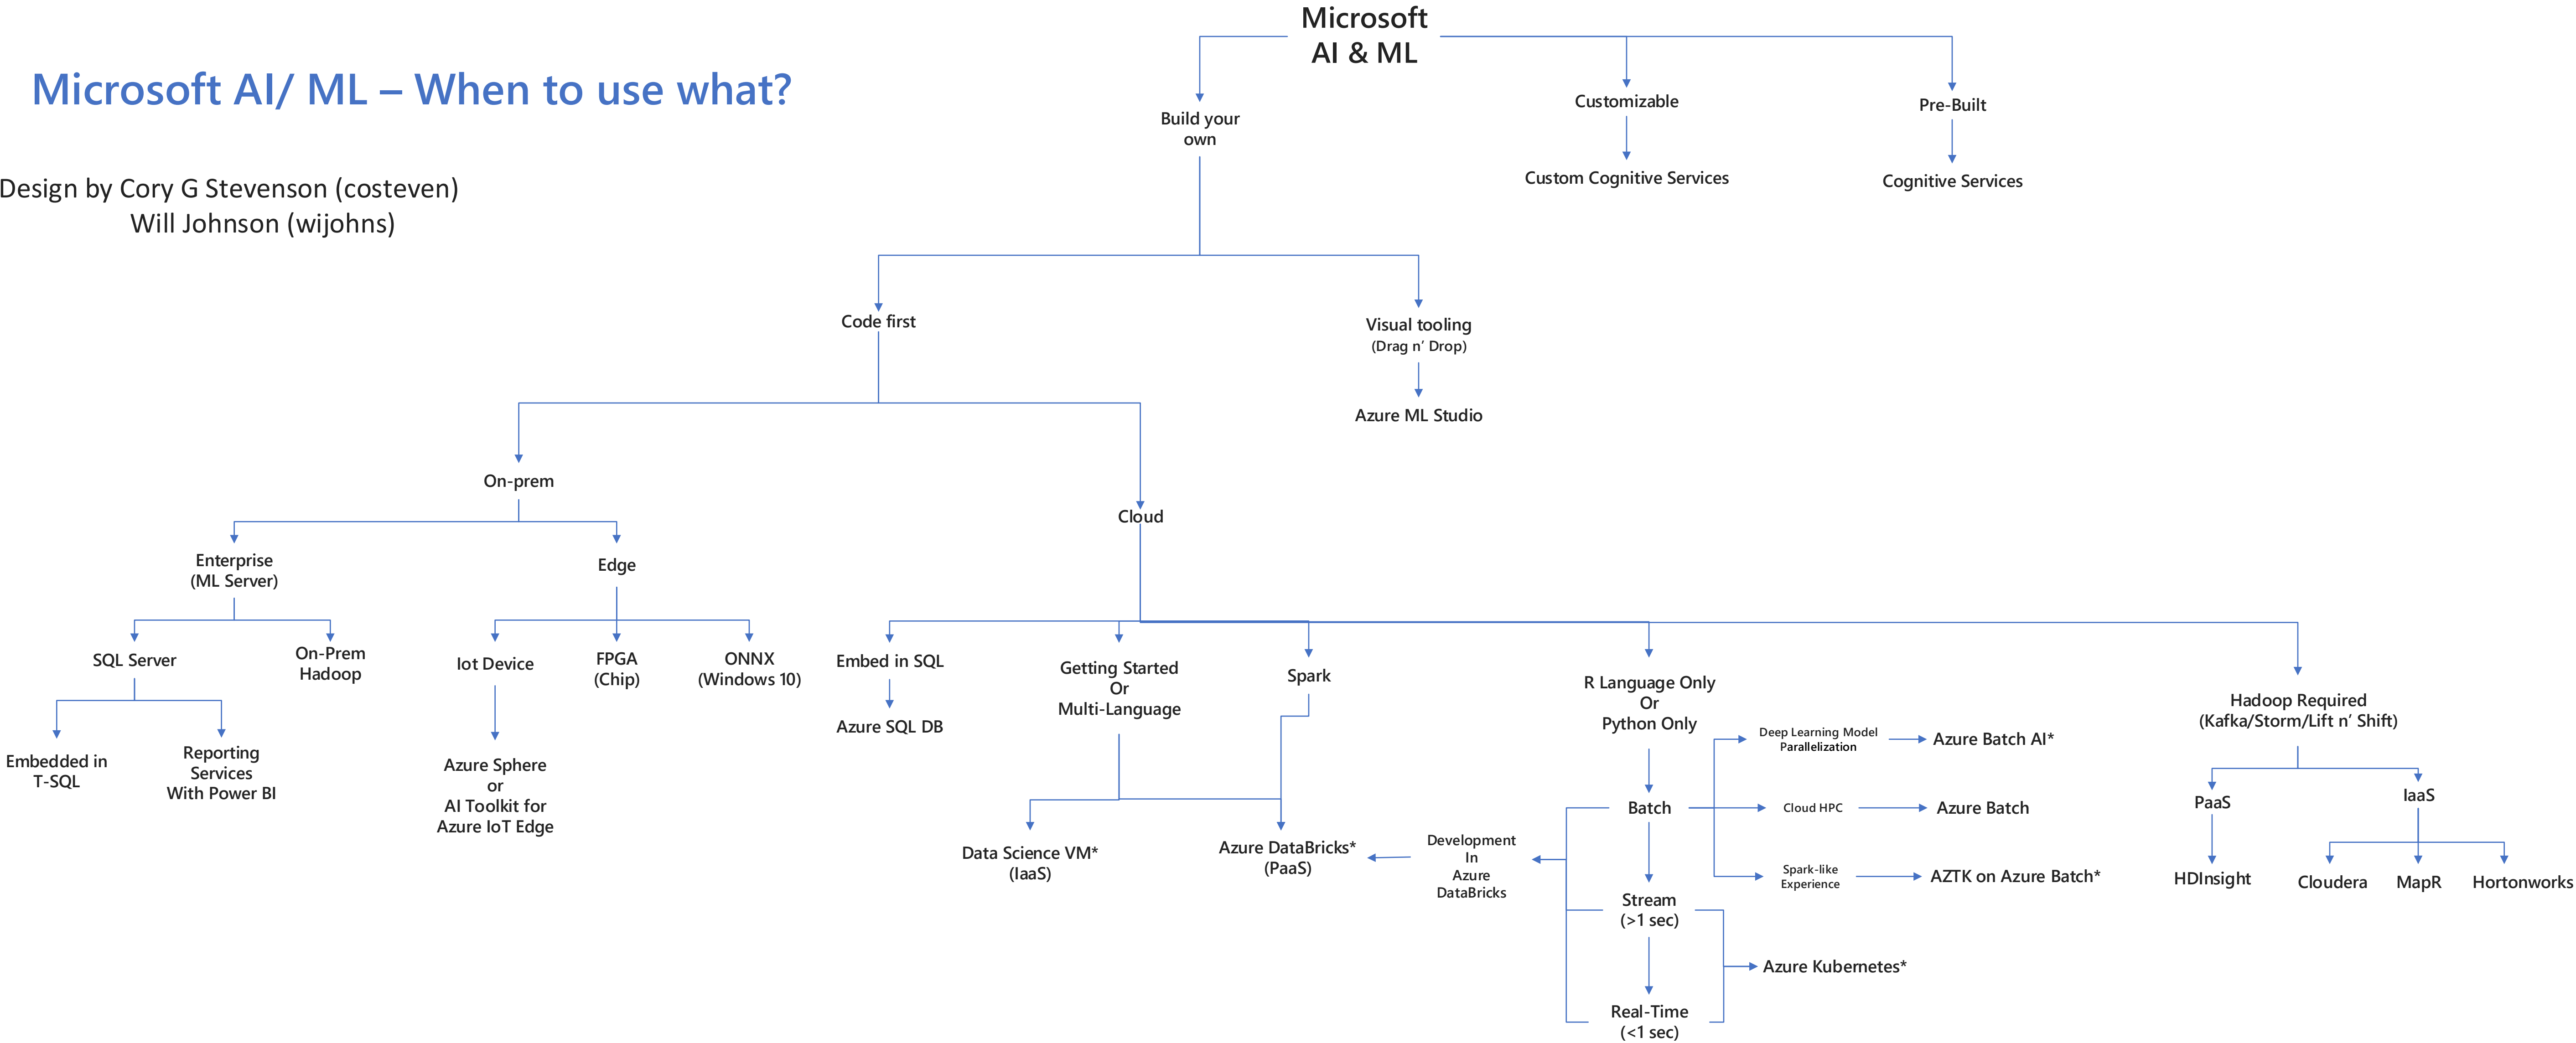 Microsoft
AI & ML
Microsoft AI/ ML – When to use what?
Design by Cory G Stevenson (costeven)
Will Johnson (wijohns)
Build your
own
Customizable
Custom Cognitive Services
Pre-Built
Cognitive Services
Code first
Visual tooling
(Drag n’ Drop)
Azure ML Studio
On-prem
Cloud
Enterprise
(ML Server)
Edge
SQL Server
On-Prem
Hadoop
Iot Device
FPGA
(Chip)
ONNX
(Windows 10)
Embedded in
T-SQL
Reporting
Services
With Power BI
Azure Sphere
or
AI Toolkit for
Azure IoT Edge
Embed in SQL
Azure SQL DB
Getting Started
Or
Multi-Language
Spark
Data Science VM*
(IaaS)
Azure DataBricks*
(PaaS)
Development
In
Azure
DataBricks
R Language Only
Or
Python Only
Batch
Stream
(>1 sec)
Real-Time
(<1 sec)
Deep Learning Model
Parallelization
Azure Batch AI*
Cloud HPC
Azure Batch
Spark-like
Experience
AZTK on Azure Batch*
Azure Kubernetes*
Hadoop Required
(Kafka/Storm/Lift n’ Shift)
PaaS
HDInsight
IaaS
Cloudera
MapR
Hortonworks